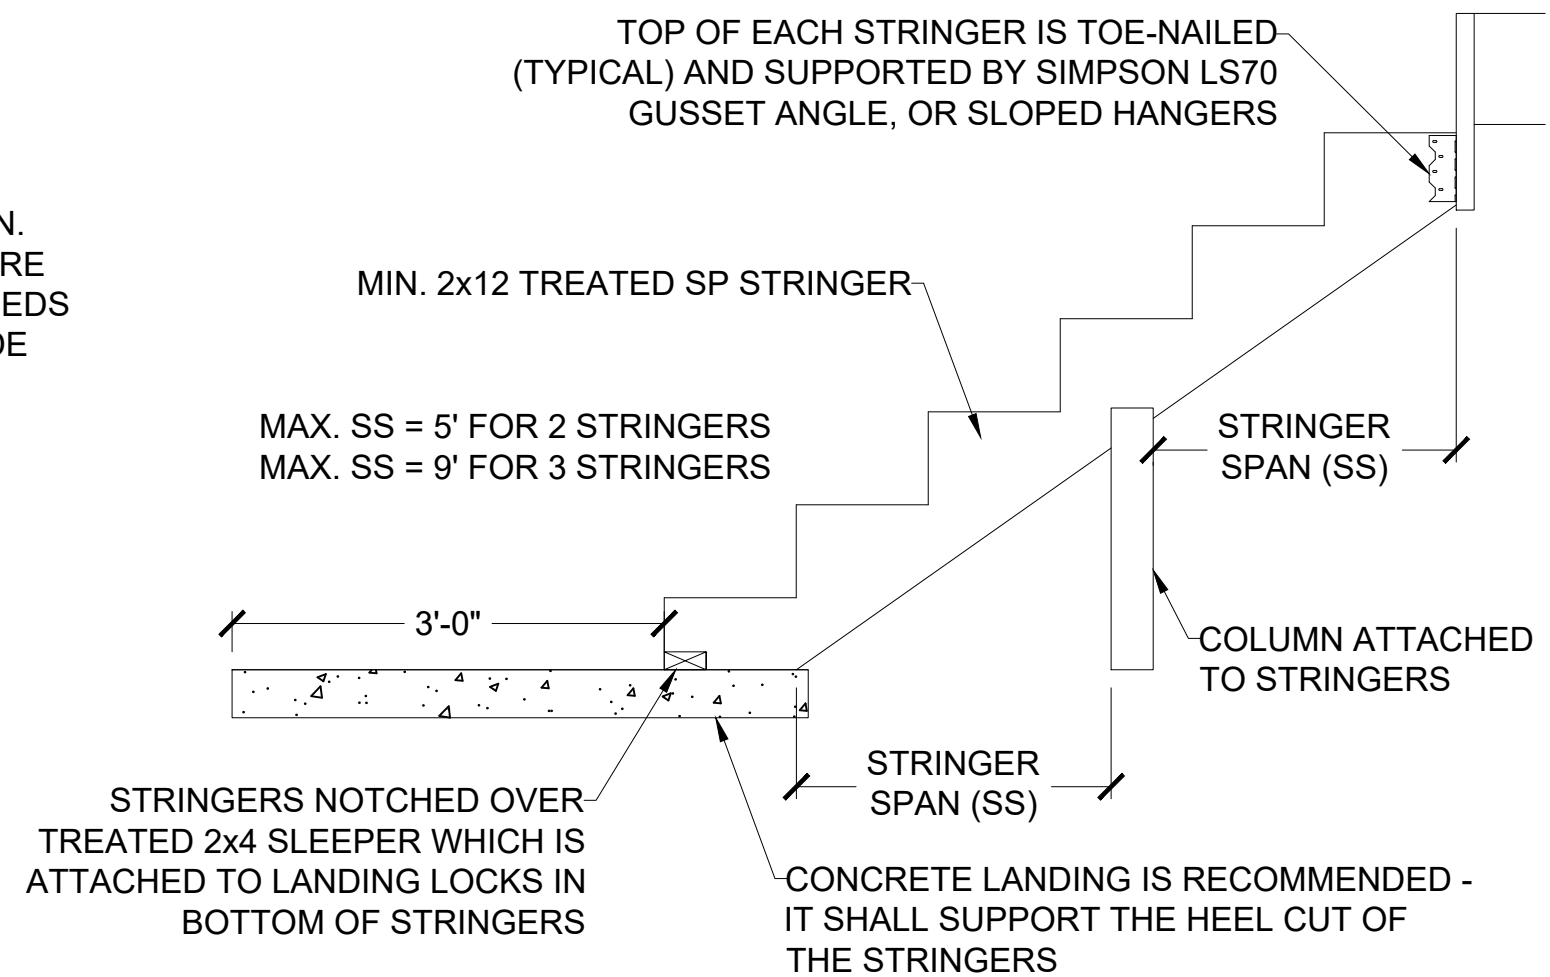 TOP OF EACH STRINGER IS TOE-NAILED
(TYPICAL) AND SUPPORTED BY SIMPSON LS70
GUSSET ANGLE, OR SLOPED HANGERS
N.
RE
EDS
DE
MIN. 2x12 TREATED SP STRINGER
MAX. SS = 5' FOR 2 STRINGERS
MAX. SS = 9' FOR 3 STRINGERS
STRINGER
SPAN (SS)
3'-0"
COLUMN ATTACHED
TO STRINGERS
STRINGER
SPAN (SS)
STRINGERS NOTCHED OVER
TREATED 2x4 SLEEPER WHICH IS
ATTACHED TO LANDING LOCKS IN
BOTTOM OF STRINGERS
CONCRETE LANDING IS RECOMMENDED -
IT SHALL SUPPORT THE HEEL CUT OF
THE STRINGERS